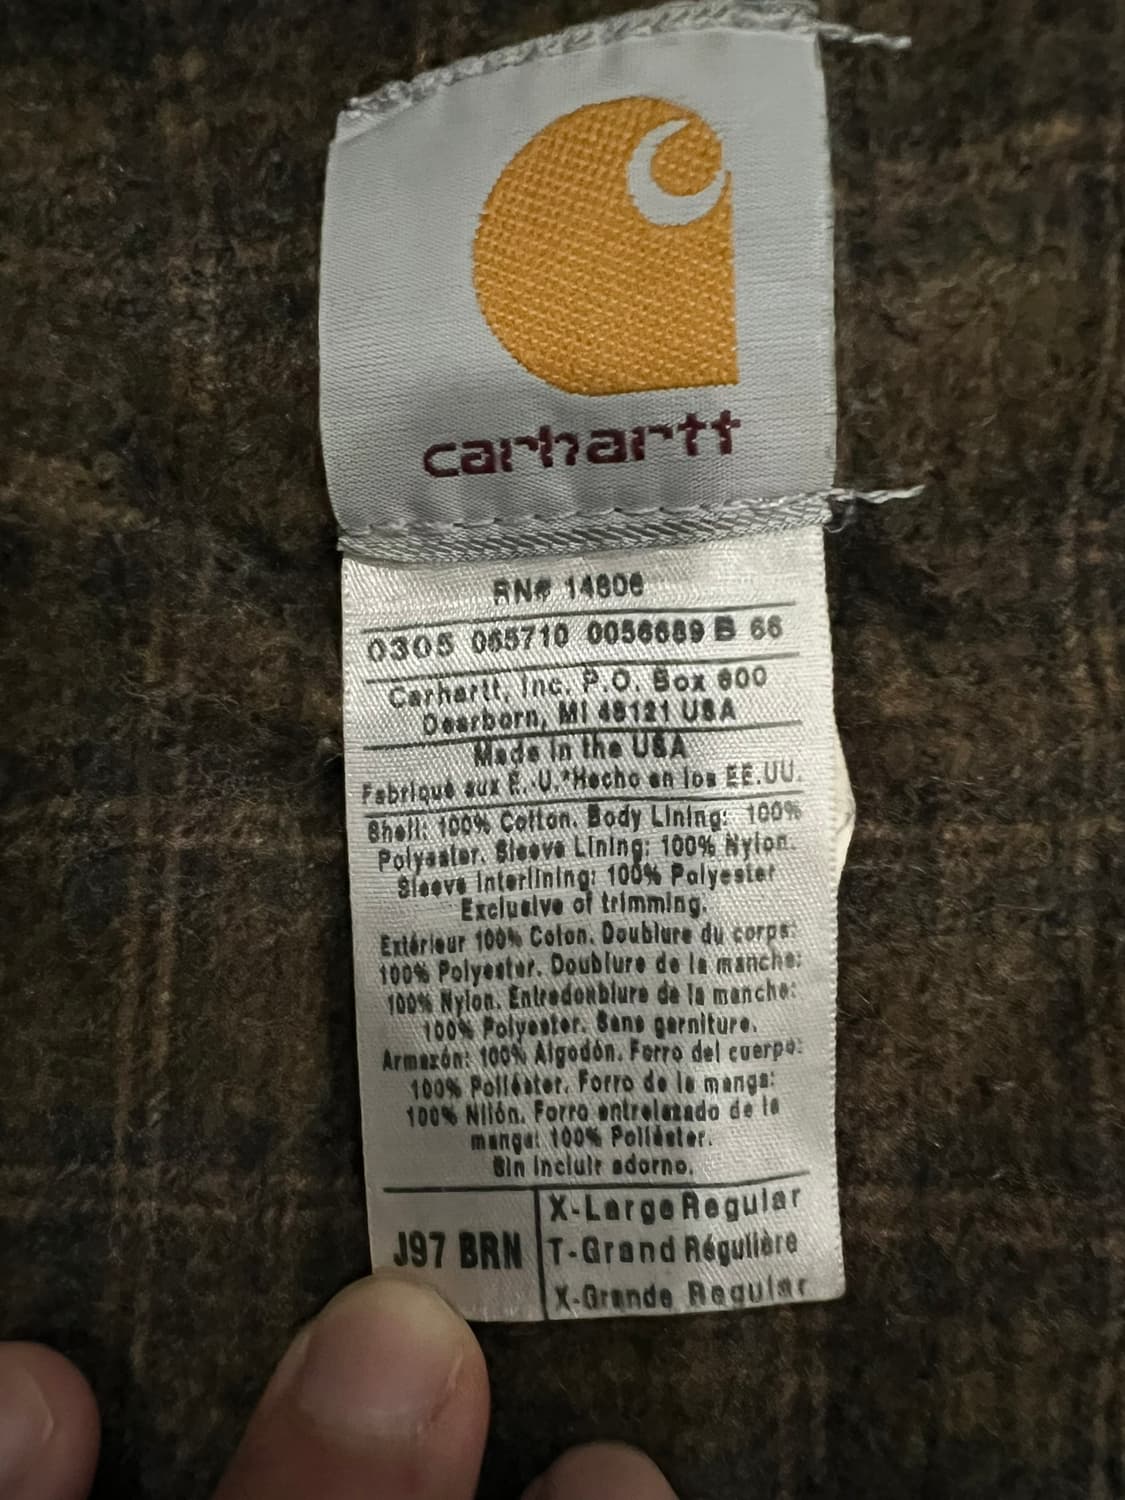 carhartt
RN# 14806
0305 065710 0056689 B 66
Carhartt, Inc. P.O. Box 600
Dearborn, MI 48121 USA
Made in the USA
Fabriqué aux É.-U.*Hecho en los EE.UU.
Shell: 100% Cotton. Body Lining: 100%
Polyester. Sleeve Lining: 100% Nylon.
Sleeve Interlining: 100% Polyester
Exclusive of trimming.
Extérieur 100% Coton. Doublure du corps:
100% Polyester. Doublure de la manche:
100% Nylon. Entredoublure de la manche:
100% Polyester. Sans garniture.
Armazón: 100% Algodón. Forro del cuerpo:
100% Poliéster. Forro de la manga:
100% Nilón. Forro entrelazado de la
manga: 100% Poliéster.
Sin incluir adorno.
J97 BRN
X-Large Regular
T-Grand Régulière
X-Grande Regular